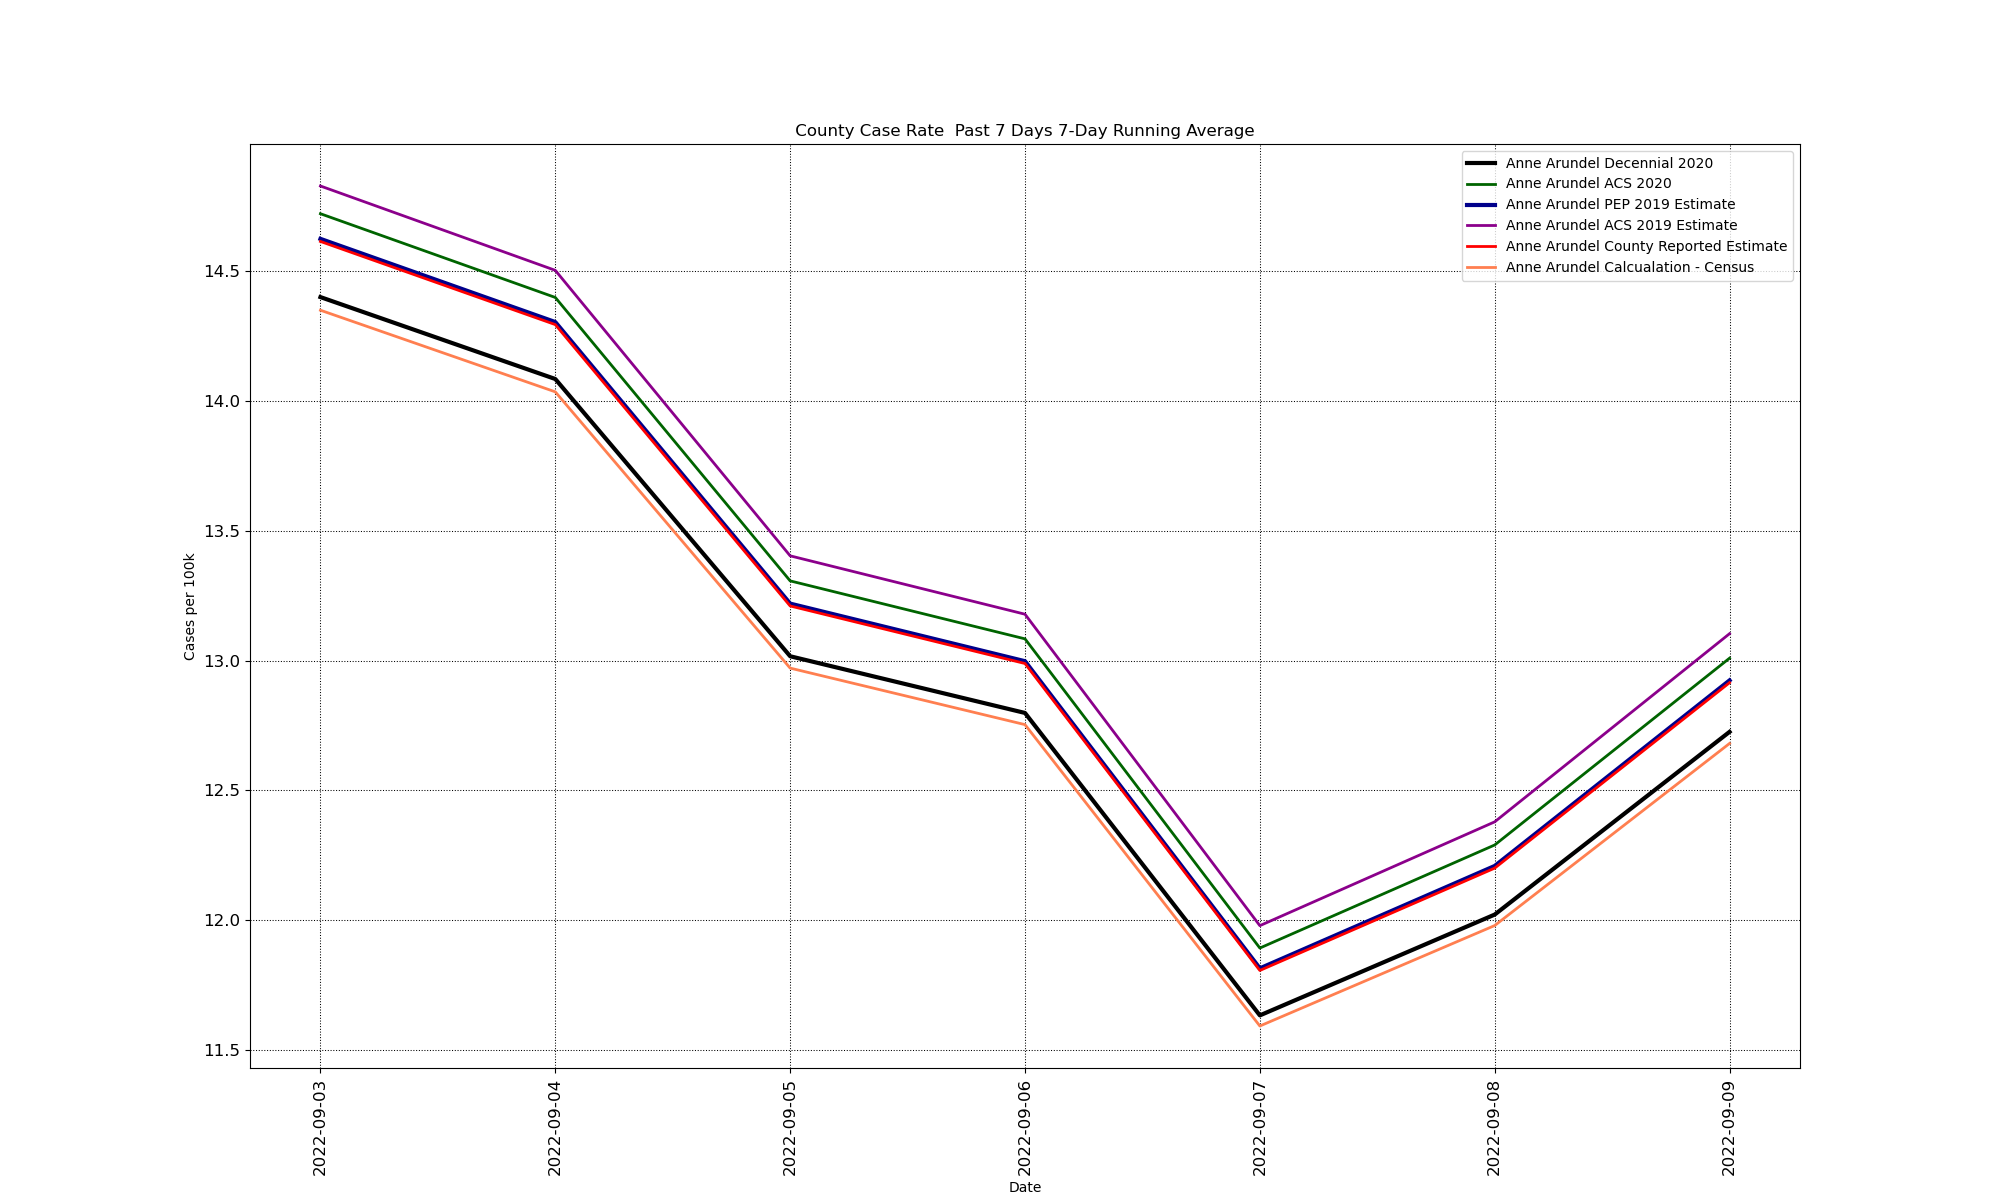 County Case Rate  Past 7 Days 7-Day Running Average
Anne Arundel Decennial 2020
Anne Arundel ACS 2020
Anne Arundel PEP 2019 Estimate
Anne Arundel ACS 2019 Estimate
Anne Arundel County Reported Estimate
Anne Arundel Calcualation - Census
Cases per 100k
14.5
14.0
13.5
13.0
12.5
12.0
11.5
2022-09-03
2022-09-04
2022-09-05
2022-09-06
2022-09-07
2022-09-08
2022-09-09
Date